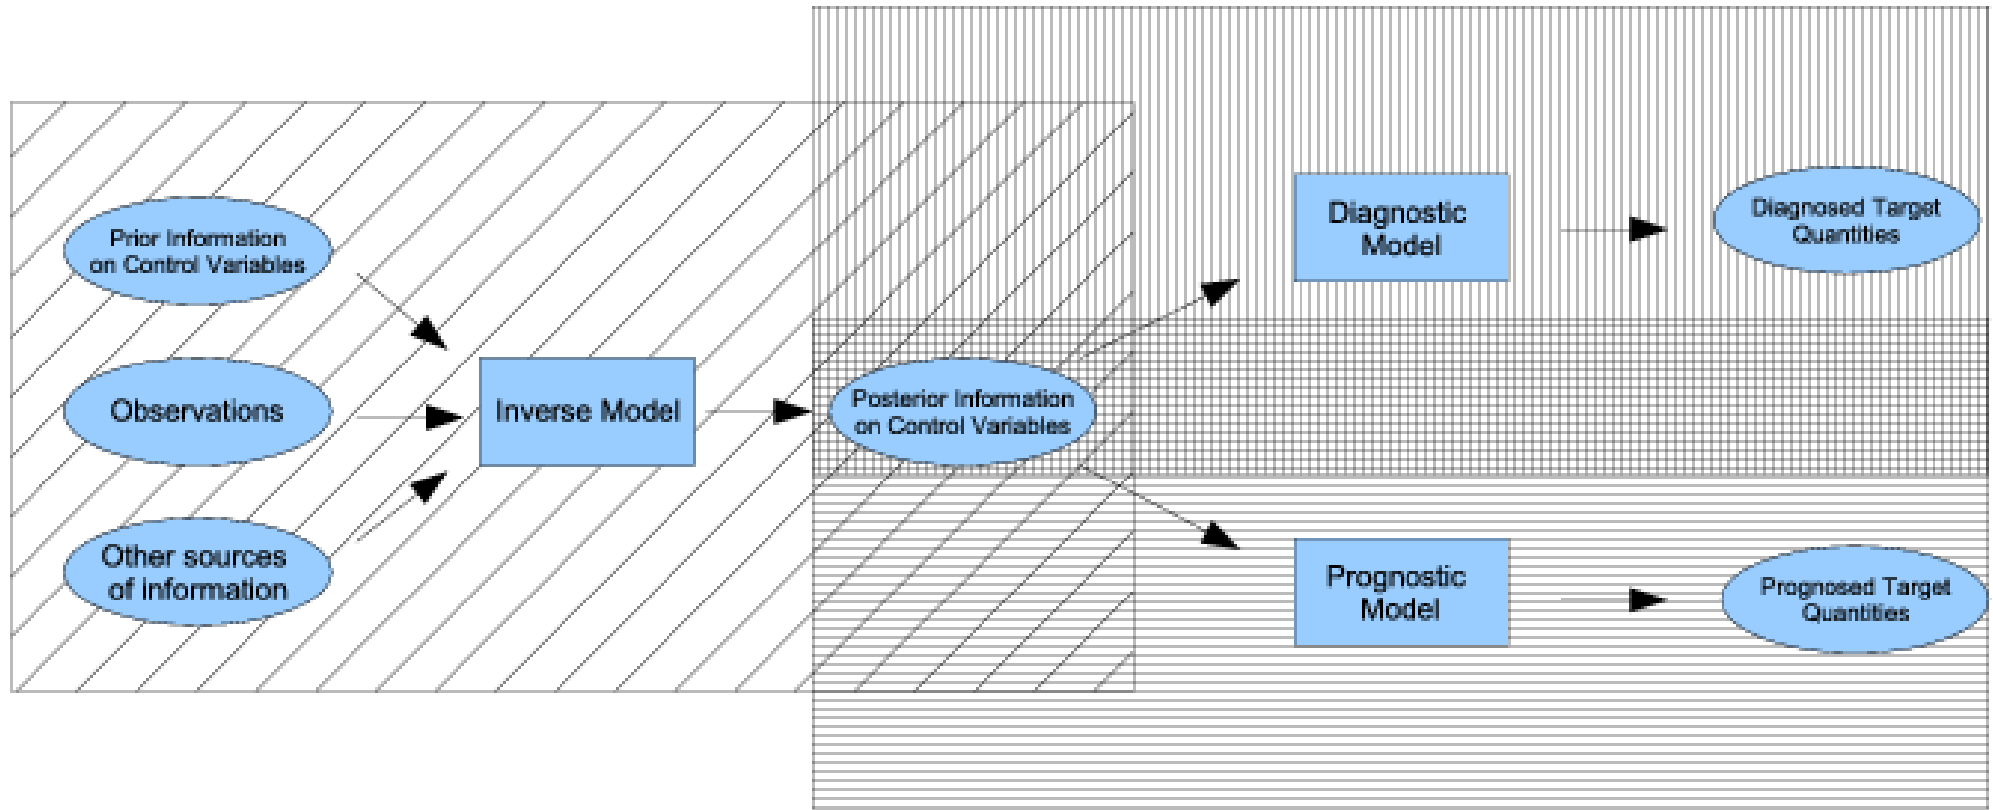 Prior Information
on Control Variables
Observations
Other sources
of information
Inverse Model
Posterior Information
on Control Variables
Diagnostic
Model
Diagnosed Target
Quantities
Prognostic
Model
Prognosed Target
Quantities